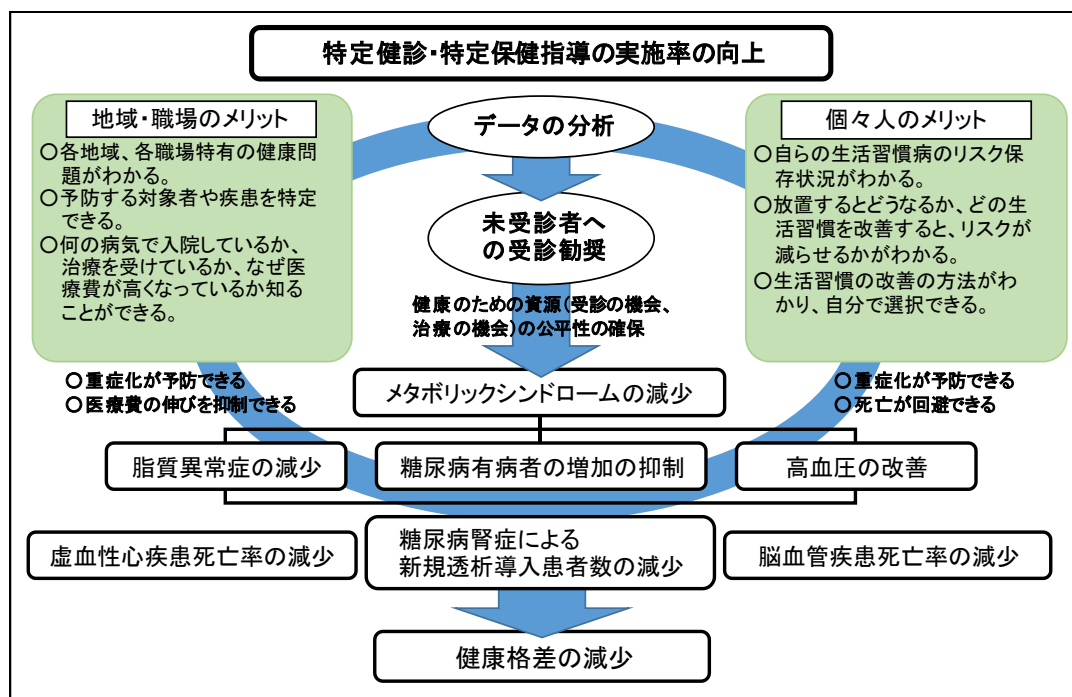 特定健診・特定保健指導の実施率の向上
地域・職場のメリット
○各地域、各職場特有の健康問
題がわかる。
○予防する対象者や疾患を特定
できる。
○何の病気で入院しているか、
治療を受けているか、なぜ医
療費が高くなっているか知る
ことができる。
○重症化が予防できる
○医療費の伸びを抑制できる
データの分析
未受診者へ
の受診勧奨
健康のための資源(受診の機会、
治療の機会)の公平性の確保
個々人のメリット
○自らの生活習慣病のリスク保
存状況がわかる。
○放置するとどうなるか、どの生
活習慣を改善すると、リスクが
減らせるかがわかる。
○生活習慣の改善の方法がわ
かり、自分で選択できる。
○重症化が予防できる
○死亡が回避できる
メタボリックシンドロームの減少
脂質異常症の減少
糖尿病有病者の増加の抑制
高血圧の改善
虚血性心疾患死亡率の減少
糖尿病腎症による
新規透析導入患者数の減少
脳血管疾患死亡率の減少
健康格差の減少